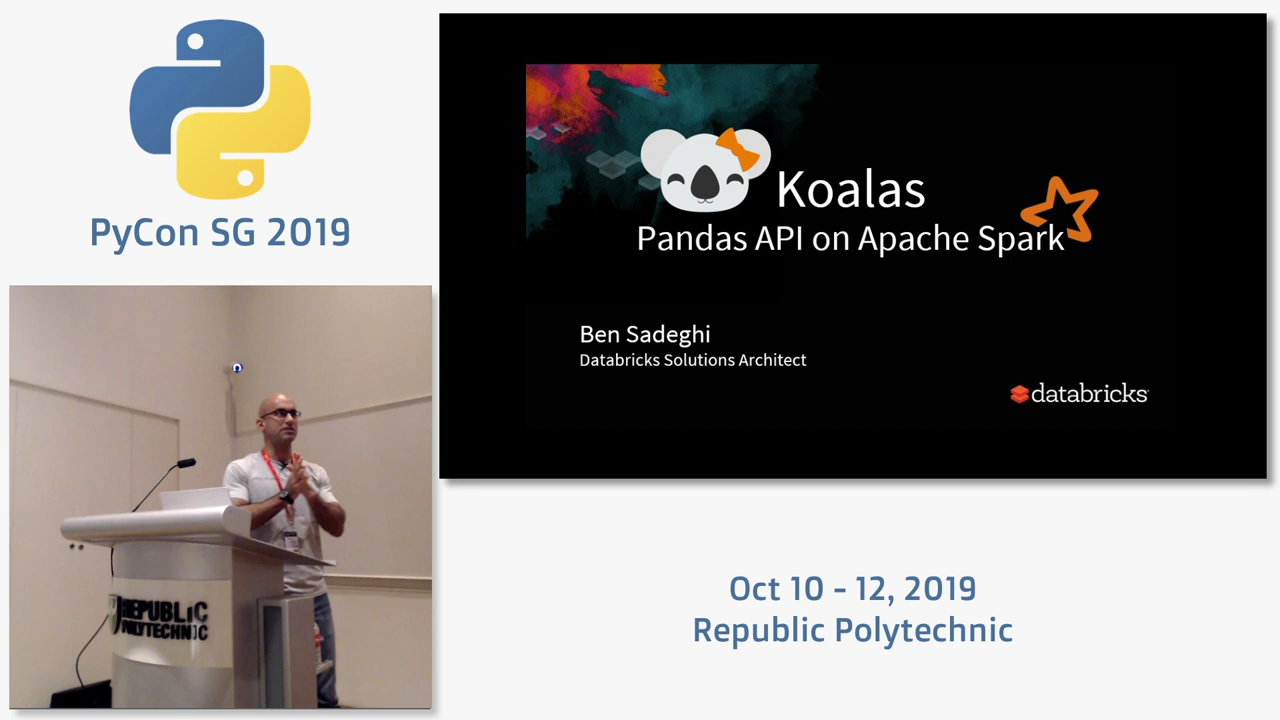 PyCon SG 2019
Koalas
Pandas API on Apache Spark
Ben Sadeghi
Databricks Solutions Architect
databricks
REPUBLIC
POLYTECHNIC
Oct 10 - 12, 2019
Republic Polytechnic